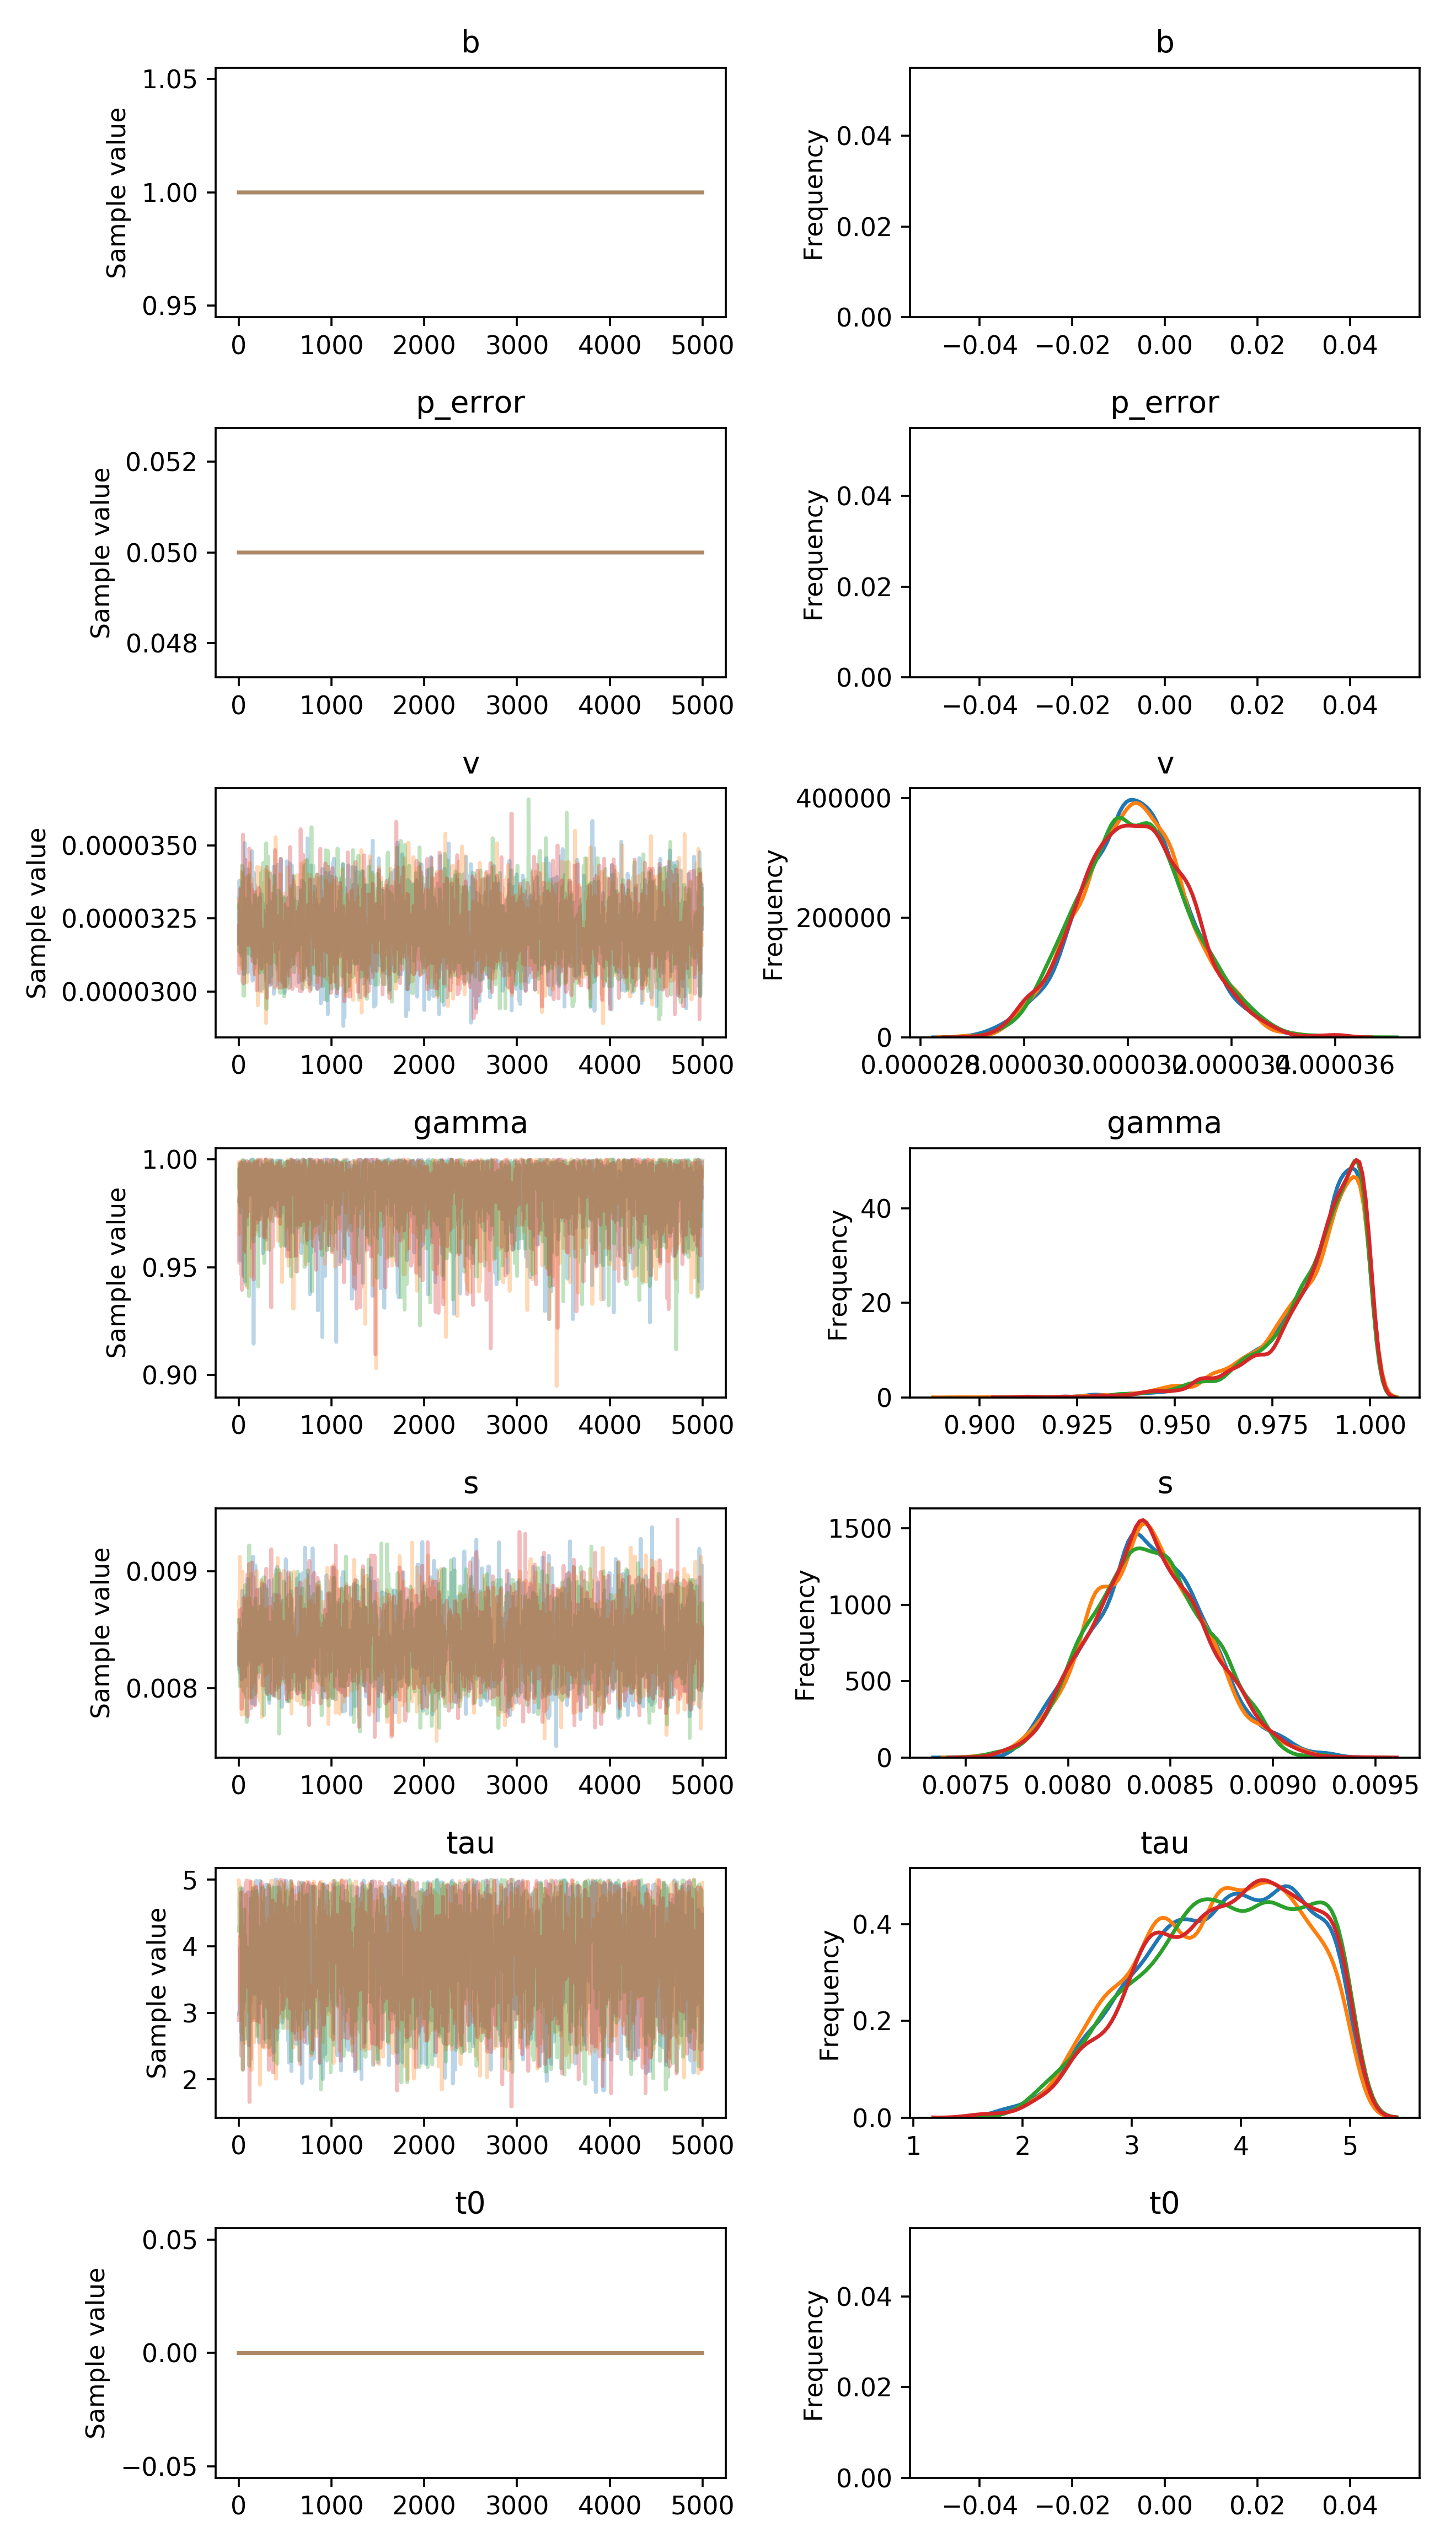 b
b
Sample value
1.05
1.00
0.95
0 1000 2000 3000 4000 5000
Frequency
0.04
0.02
0.00
−0.04 −0.02 0.00 0.02 0.04
p_error
p_error
Sample value
0.052
0.050
0.048
0 1000 2000 3000 4000 5000
Frequency
0.04
0.02
0.00
−0.04 −0.02 0.00 0.02 0.04
v
v
Sample value
0.0000350
0.0000325
0.0000300
0 1000 2000 3000 4000 5000
Frequency
400000
200000
0
0.000028 0.000030 0.000032 0.000034 0.000036
gamma
gamma
Sample value
1.00
0.95
0.90
0 1000 2000 3000 4000 5000
Frequency
40
20
0
0.900 0.925 0.950 0.975 1.000
s
s
Sample value
0.009
0.008
0 1000 2000 3000 4000 5000
Frequency
1500
1000
500
0
0.0075 0.0080 0.0085 0.0090 0.0095
tau
tau
Sample value
5
4
3
2
0 1000 2000 3000 4000 5000
Frequency
0.4
0.2
0.0
1 2 3 4 5
t0
t0
Sample value
0.05
0.00
−0.05
0 1000 2000 3000 4000 5000
Frequency
0.04
0.02
0.00
−0.04 −0.02 0.00 0.02 0.04